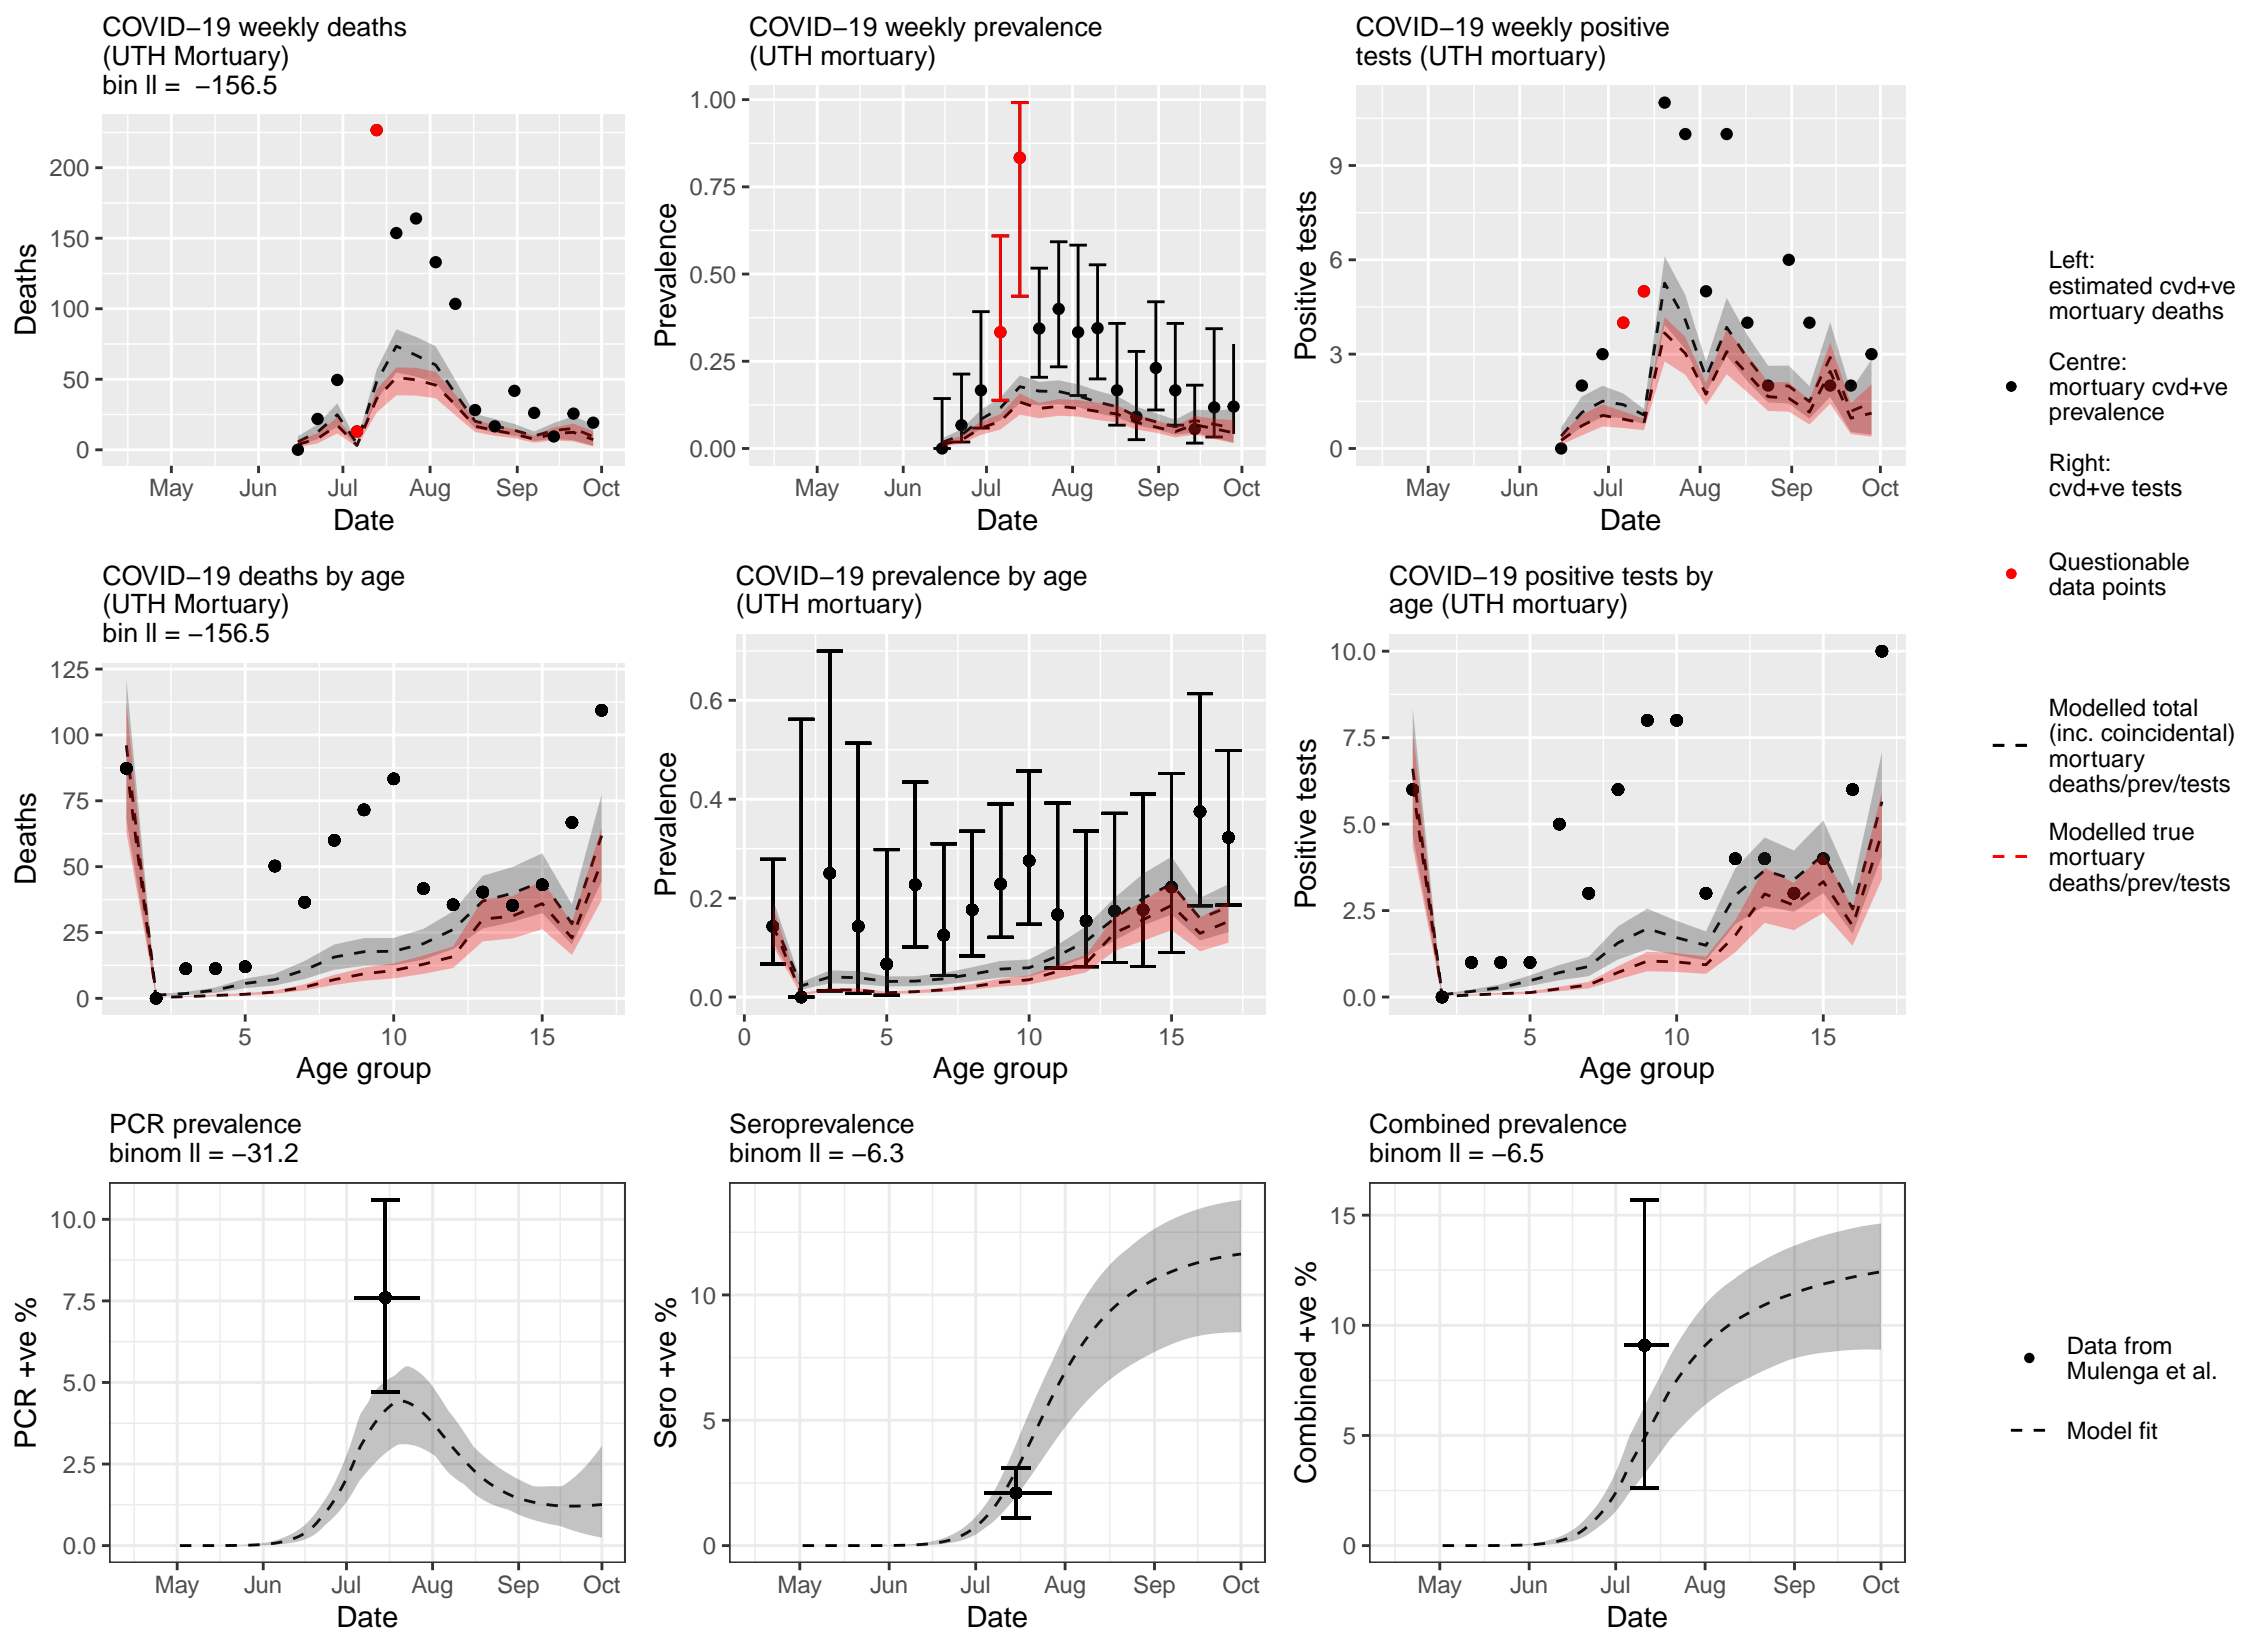 COVID−19 weekly deaths
(UTH Mortuary)
bin ll =  −156.5
Deaths
200
150
100
50
0
May Jun Jul Aug Sep Oct
Date
COVID−19 weekly prevalence
(UTH mortuary)
Prevalence
1.00
0.75
0.50
0.25
0.00
May Jun Jul Aug Sep Oct
Date
COVID−19 weekly positive
tests (UTH mortuary)
Positive tests
9
6
3
0
May Jun Jul Aug Sep Oct
Date
Left:
estimated cvd+ve
mortuary deaths
Centre:
mortuary cvd+ve
prevalence
Right:
cvd+ve tests
Questionable
data points
Modelled total
(inc. coincidental)
mortuary
deaths/prev/tests
Modelled true
mortuary
deaths/prev/tests
COVID−19 deaths by age
(UTH Mortuary)
bin ll = −156.5
Deaths
125
100
75
50
25
0
5 10 15
Age group
COVID−19 prevalence by age
(UTH mortuary)
Prevalence
0.6
0.4
0.2
0.0
0 5 10 15
Age group
COVID−19 positive tests by
age (UTH mortuary)
Positive tests
10.0
7.5
5.0
2.5
0.0
5 10 15
Age group
PCR prevalence
binom ll = −31.2
PCR +ve %
10.0
7.5
5.0
2.5
0.0
May Jun Jul Aug Sep Oct
Date
Seroprevalence
binom ll = −6.3
Sero +ve %
10
5
0
May Jun Jul Aug Sep Oct
Date
Combined prevalence
binom ll = −6.5
Combined +ve %
15
10
5
0
May Jun Jul Aug Sep Oct
Date
Data from
Mulenga et al.
Model fit